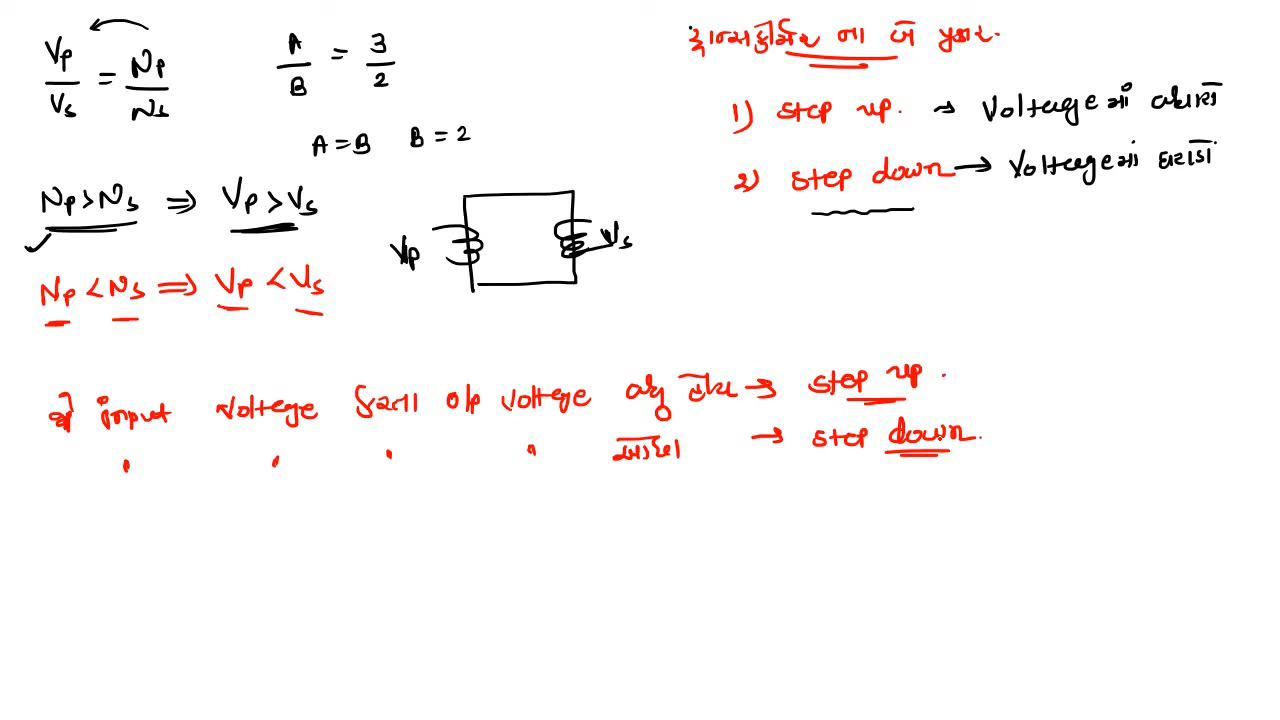 Vp/Vs = Np/Ns
A/B = 3/2
A = B B = 2
Np > Ns ⇒ Vp > Vs
Np < Ns ⇒ Vp < Vs
Vp Vs
ટ્રાન્સફોર્મર ના બે પ્રકાર.
1) step up. → Voltage માં વધારો
૨) step down → Voltage માં ઘટાડો
જો input voltage કરતા o/p voltage વધુ હોય → step up.
" " " " ઓછો → step down.